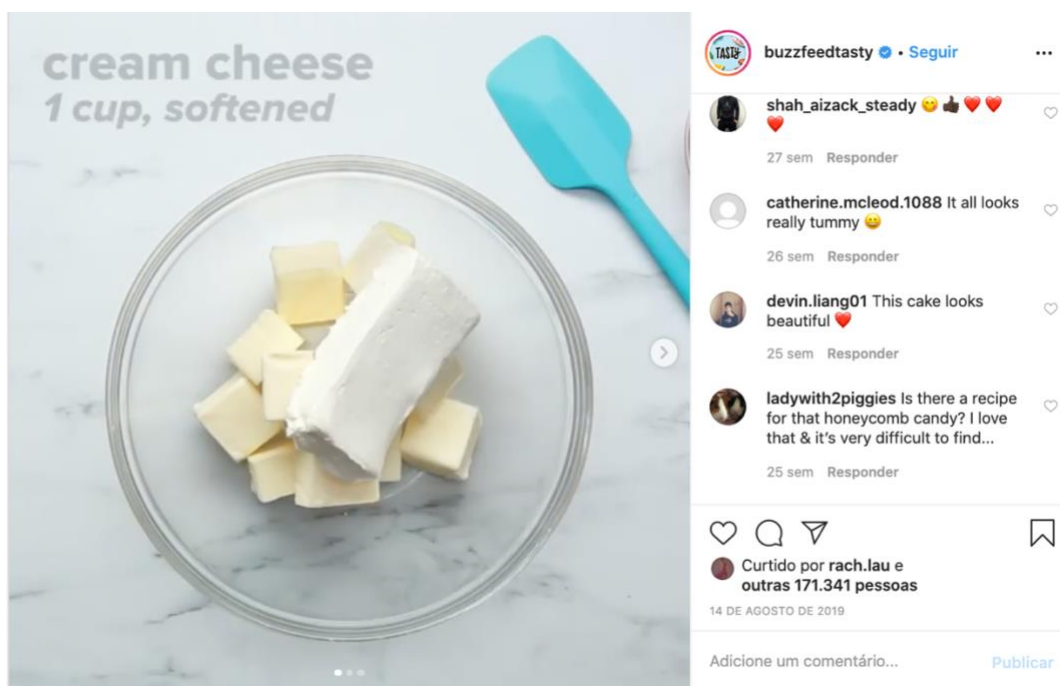 cream cheese
1 cup, softened
TASTY
buzzfeedtasty • Seguir
shah_aizack_steady 😋 👍🏿 ❤️ ❤️
❤️
27 sem Responder
catherine.mcleod.1088 It all looks
really tummy 😄
26 sem Responder
devin.liang01 This cake looks
beautiful ❤️
25 sem Responder
ladywith2piggies Is there a recipe
for that honeycomb candy? I love
that & it's very difficult to find...
25 sem Responder
Curtido por rach.lau e
outras 171.341 pessoas
14 DE AGOSTO DE 2019
Adicione um comentário... Publicar